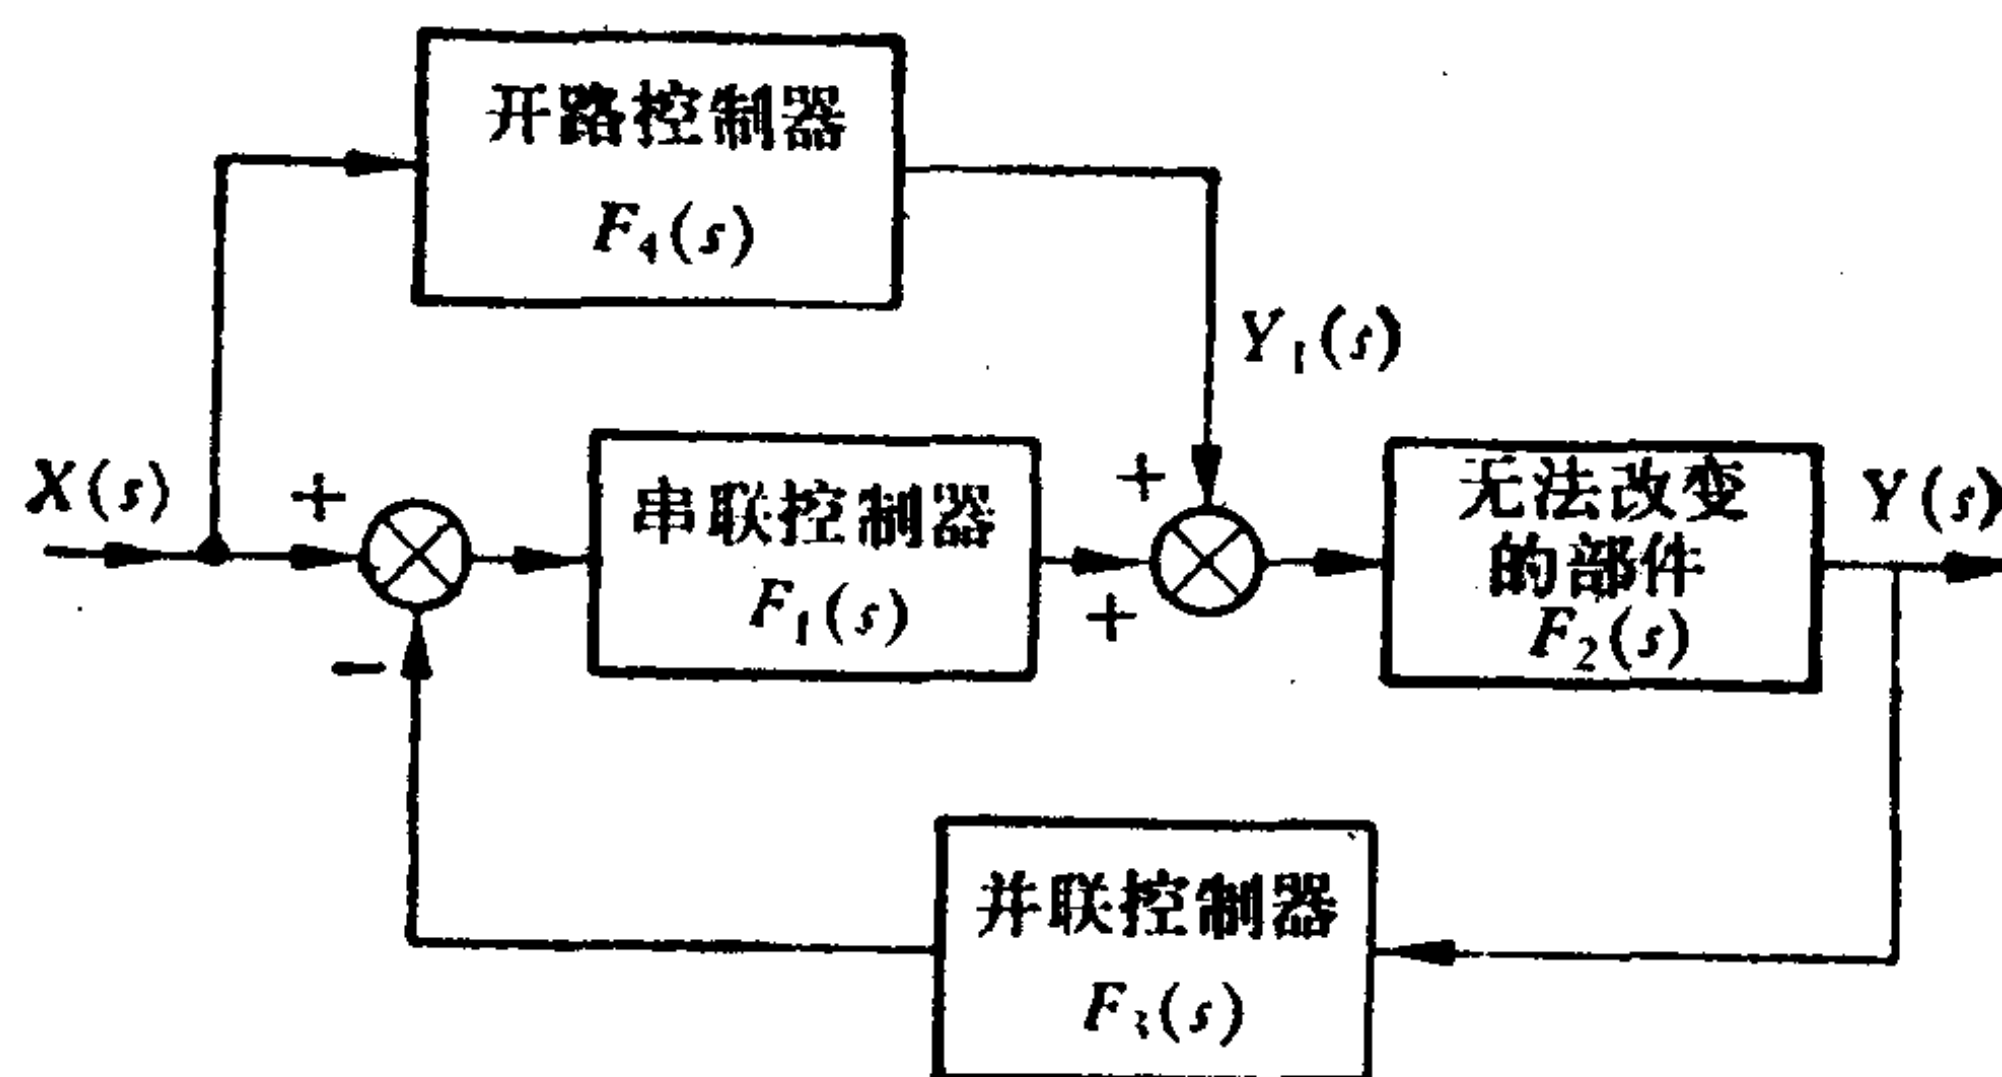 开路控制器
F₄(s)
Y₁(s)
X(s)
+
串联控制器
F₁(s)
+
+
无法改变
的部件
F₂(s)
Y(s)
−
并联控制器
F₃(s)